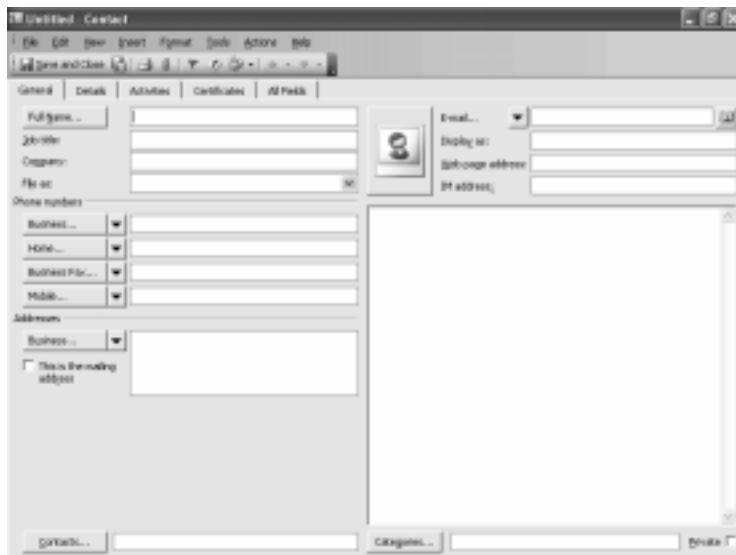 Untitled - Contact
File Edit View Insert Format Tools Actions Help
Save and Close
General Details Activities Certificates All Fields
Full Name...
Job title:
Company:
File as:
E-mail...
Display as:
Web page address:
IM address:
Phone numbers
Business...
Home...
Business Fax...
Mobile...
Addresses
Business...
This is the mailing
address
Contacts...
Categories...
Private